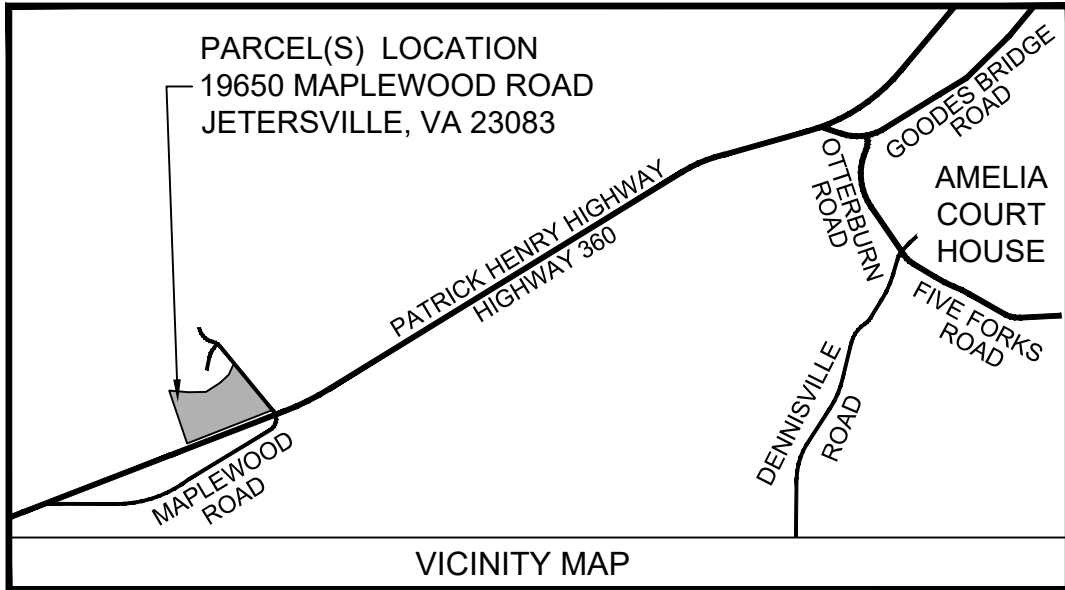 PARCEL(S) LOCATION
19650 MAPLEWOOD ROAD
JETERSVILLE, VA 23083
GOODES BRIDGE
ROAD
OTTERBURN
ROAD
AMELIA
COURT
HOUSE
PATRICK HENRY HIGHWAY
HIGHWAY 360
FIVE FORKS
ROAD
DENNISVILLE
ROAD
MAPLEWOOD
ROAD
VICINITY MAP